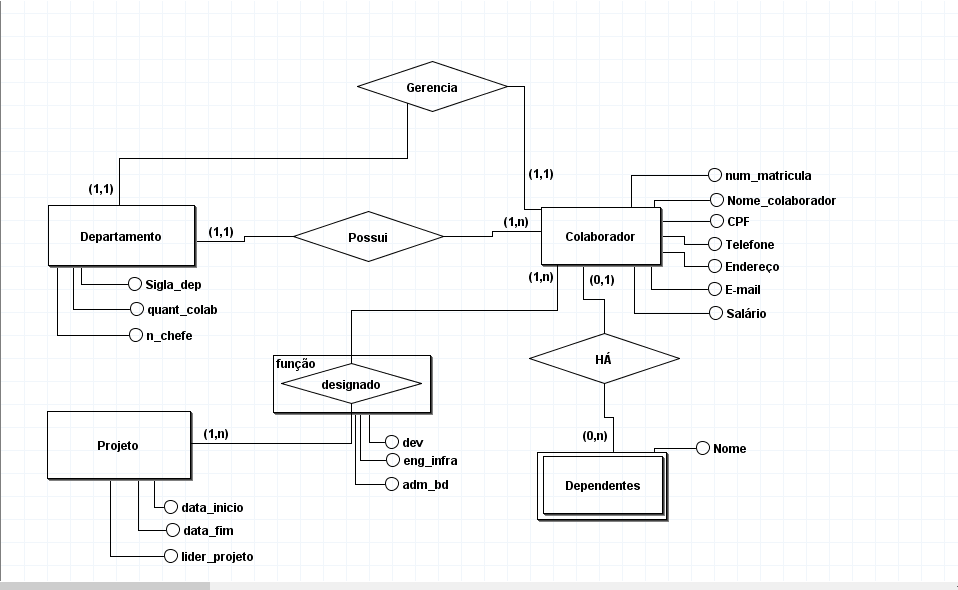 Gerencia
(1,1)
(1,1)
Departamento
(1,1)
Possui
(1,n)
Colaborador
num_matricula
Nome_colaborador
CPF
Telefone
Endereço
E-mail
Salário
Sigla_dep
quant_colab
n_chefe
(1,n)
(0,1)
função
designado
HÁ
Projeto
(1,n)
dev
eng_infra
adm_bd
(0,n)
Dependentes
Nome
data_inicio
data_fim
lider_projeto